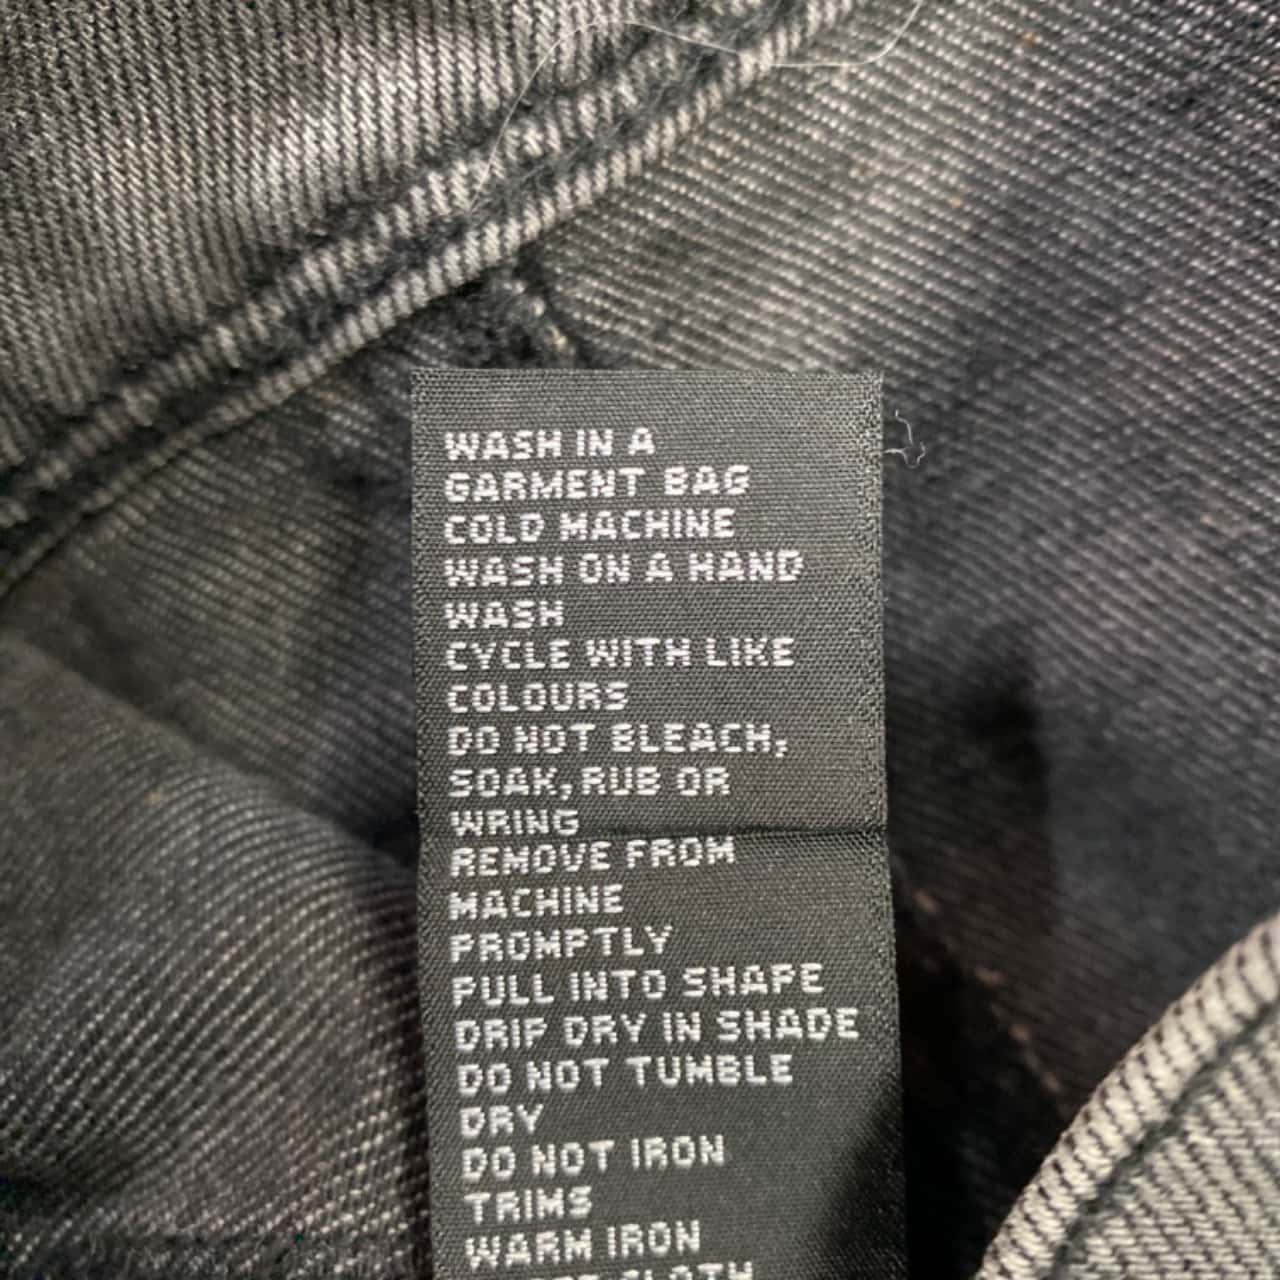 WASH IN A
GARMENT BAG
COLD MACHINE
WASH ON A HAND
WASH
CYCLE WITH LIKE
COLOURS
DO NOT BLEACH,
SOAK, RUB OR
WRING
REMOVE FROM
MACHINE
PROMPTLY
PULL INTO SHAPE
DRIP DRY IN SHADE
DO NOT TUMBLE
DRY
DO NOT IRON
TRIMS
WARM IRON
CLOTH